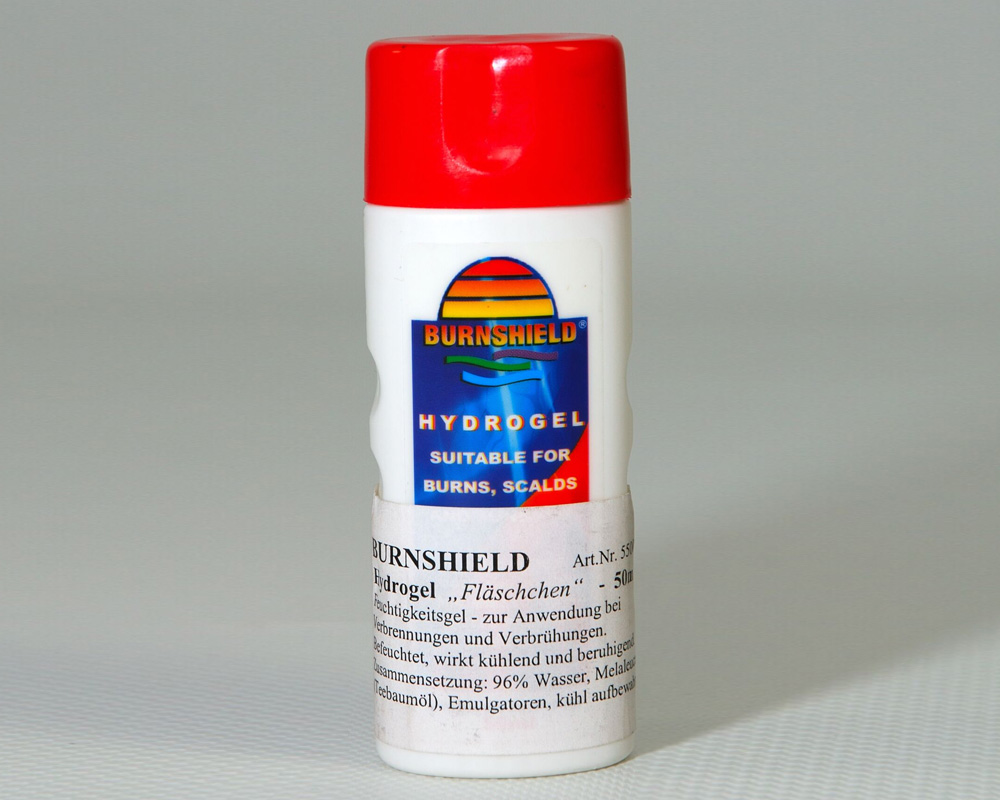 BURNSHIELD®
HYDROGEL
SUITABLE FOR
BURNS, SCALDS
BURNSHIELD Art.Nr.
Hydrogel „Fläschchen“ - 50m
Feuchtigkeitsgel - zur Anwendung bei
Verbrennungen und Verbrühungen.
Befeuchtet, wirkt kühlend und beruhigend
Zusammensetzung: 96% Wasser,
(Teebaumöl), Emulgatoren, kühl